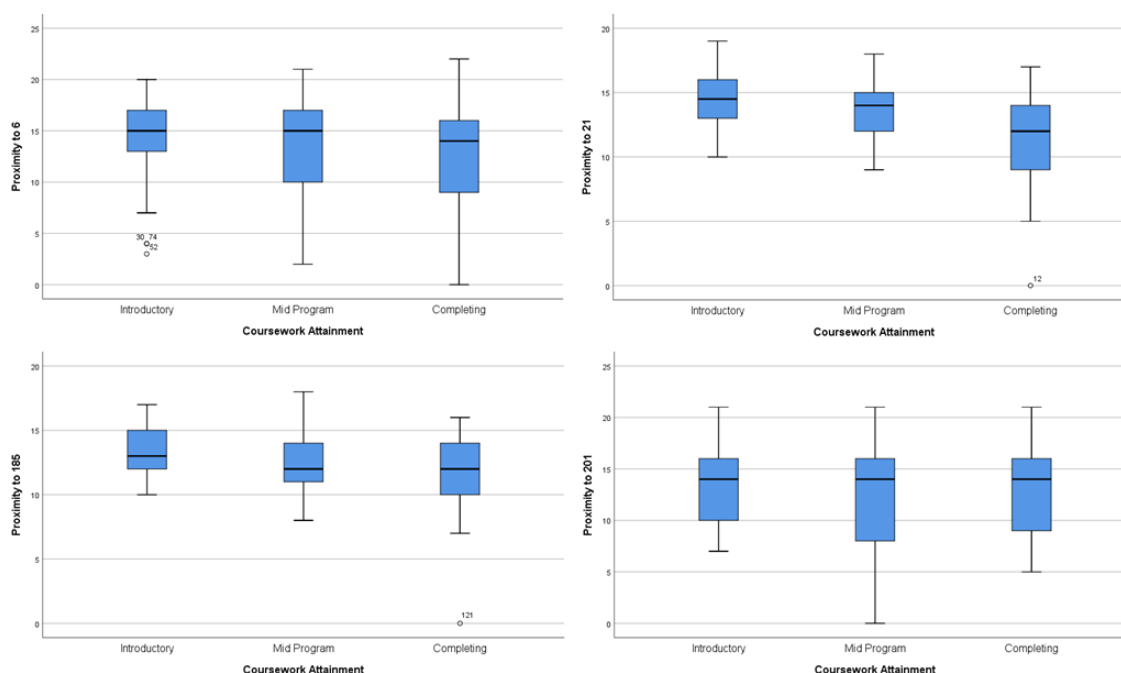 25
20
15
10
5
0
Proximity to 6
30 74
52
Introductory Mid Program Completing
Coursework Attainment
20
15
10
5
0
Proximity to 21
12
Introductory Mid Program Completing
Coursework Attainment
20
15
10
5
0
Proximity to 185
121
Introductory Mid Program Completing
Coursework Attainment
25
20
15
10
5
0
Proximity to 201
Introductory Mid Program Completing
Coursework Attainment